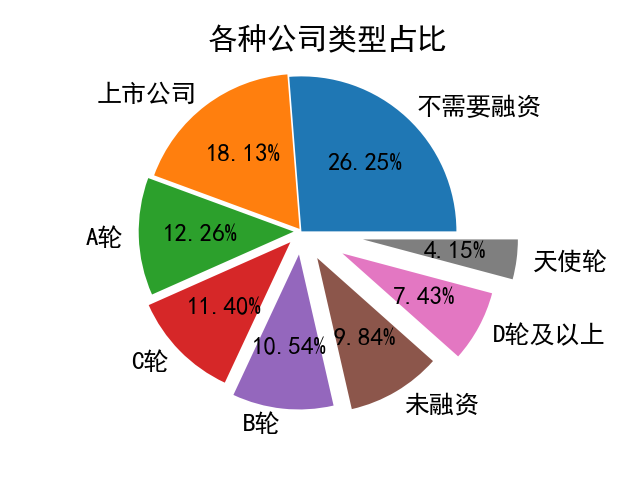 各种公司类型占比
不需要融资
26.25%
上市公司
18.13%
A轮
12.26%
C轮
11.40%
B轮
10.54%
未融资
9.84%
D轮及以上
7.43%
天使轮
4.15%